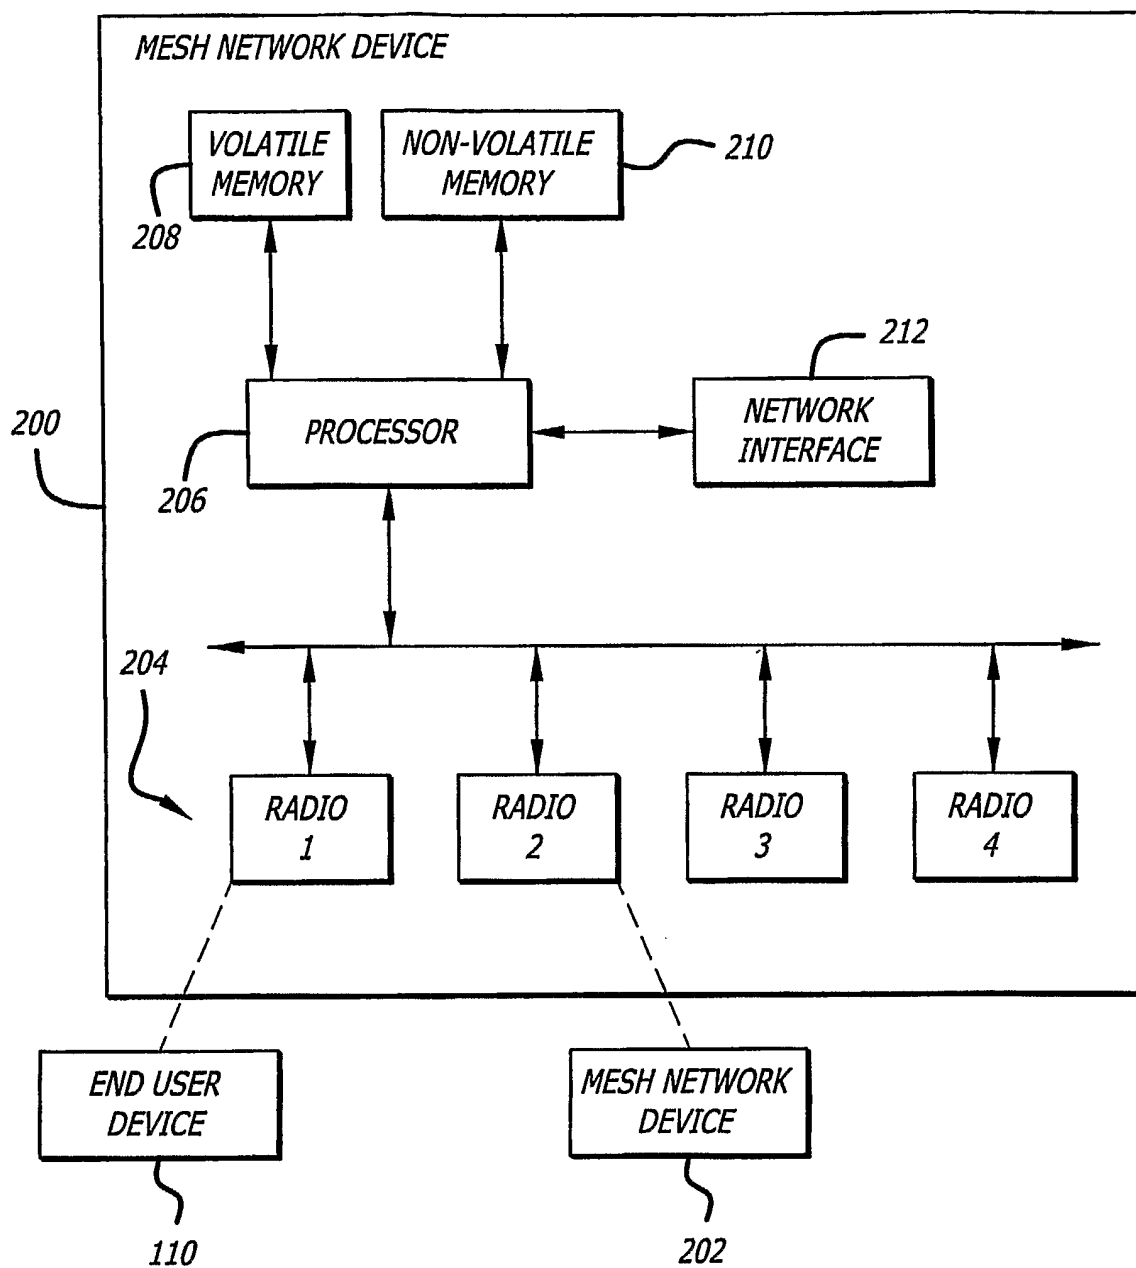 MESH NETWORK DEVICE
VOLATILE
MEMORY
208
NON-VOLATILE
MEMORY
210
212
200
PROCESSOR
206
NETWORK
INTERFACE
204
RADIO
1
RADIO
2
RADIO
3
RADIO
4
END USER
DEVICE
110
MESH NETWORK
DEVICE
202